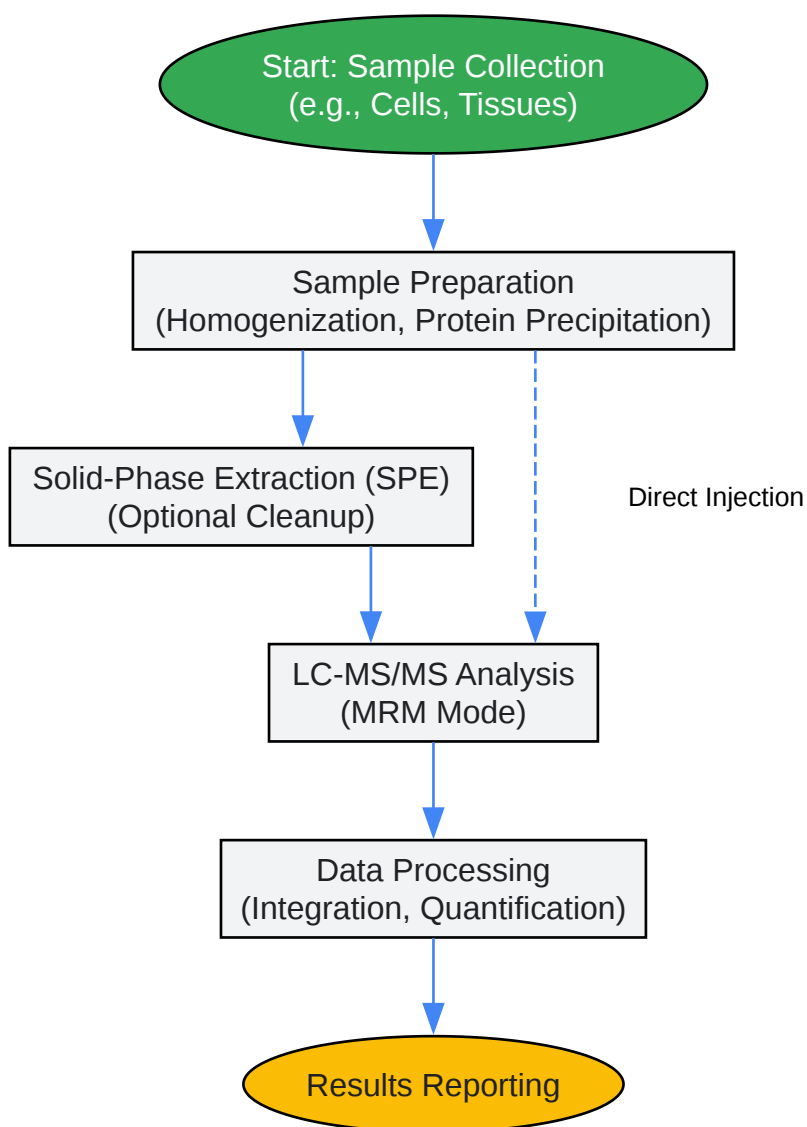 Start: Sample Collection
(e.g., Cells, Tissues)
Sample Preparation
(Homogenization, Protein Precipitation)
Solid-Phase Extraction (SPE)
(Optional Cleanup)
Direct Injection
LC-MS/MS Analysis
(MRM Mode)
Data Processing
(Integration, Quantification)
Results Reporting